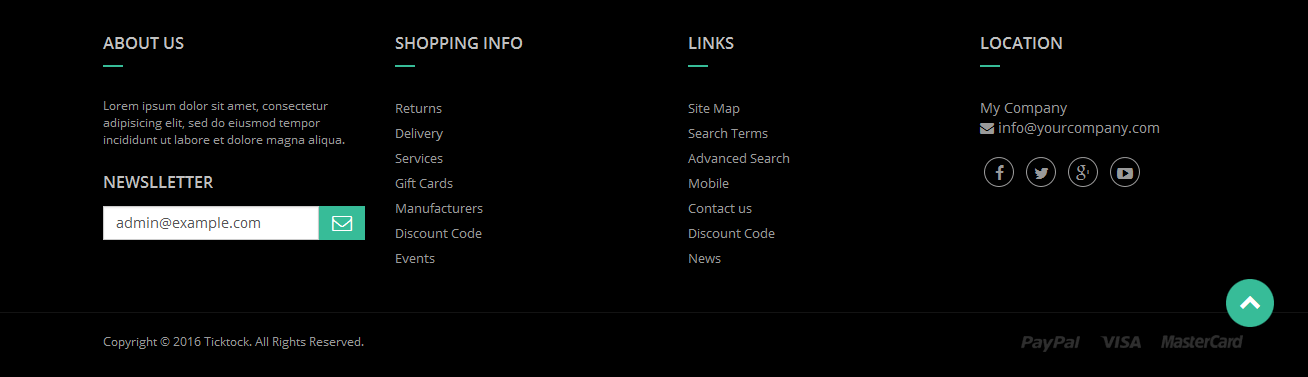 ABOUT US
Lorem ipsum dolor sit amet, consectetur
adipisicing elit, sed do eiusmod tempor
incididunt ut labore et dolore magna aliqua.
NEWSLLETTER
admin@example.com
SHOPPING INFO
Returns
Delivery
Services
Gift Cards
Manufacturers
Discount Code
Events
LINKS
Site Map
Search Terms
Advanced Search
Mobile
Contact us
Discount Code
News
LOCATION
My Company
info@yourcompany.com
Copyright © 2016 Ticktock. All Rights Reserved.
PayPal VISA MasterCard